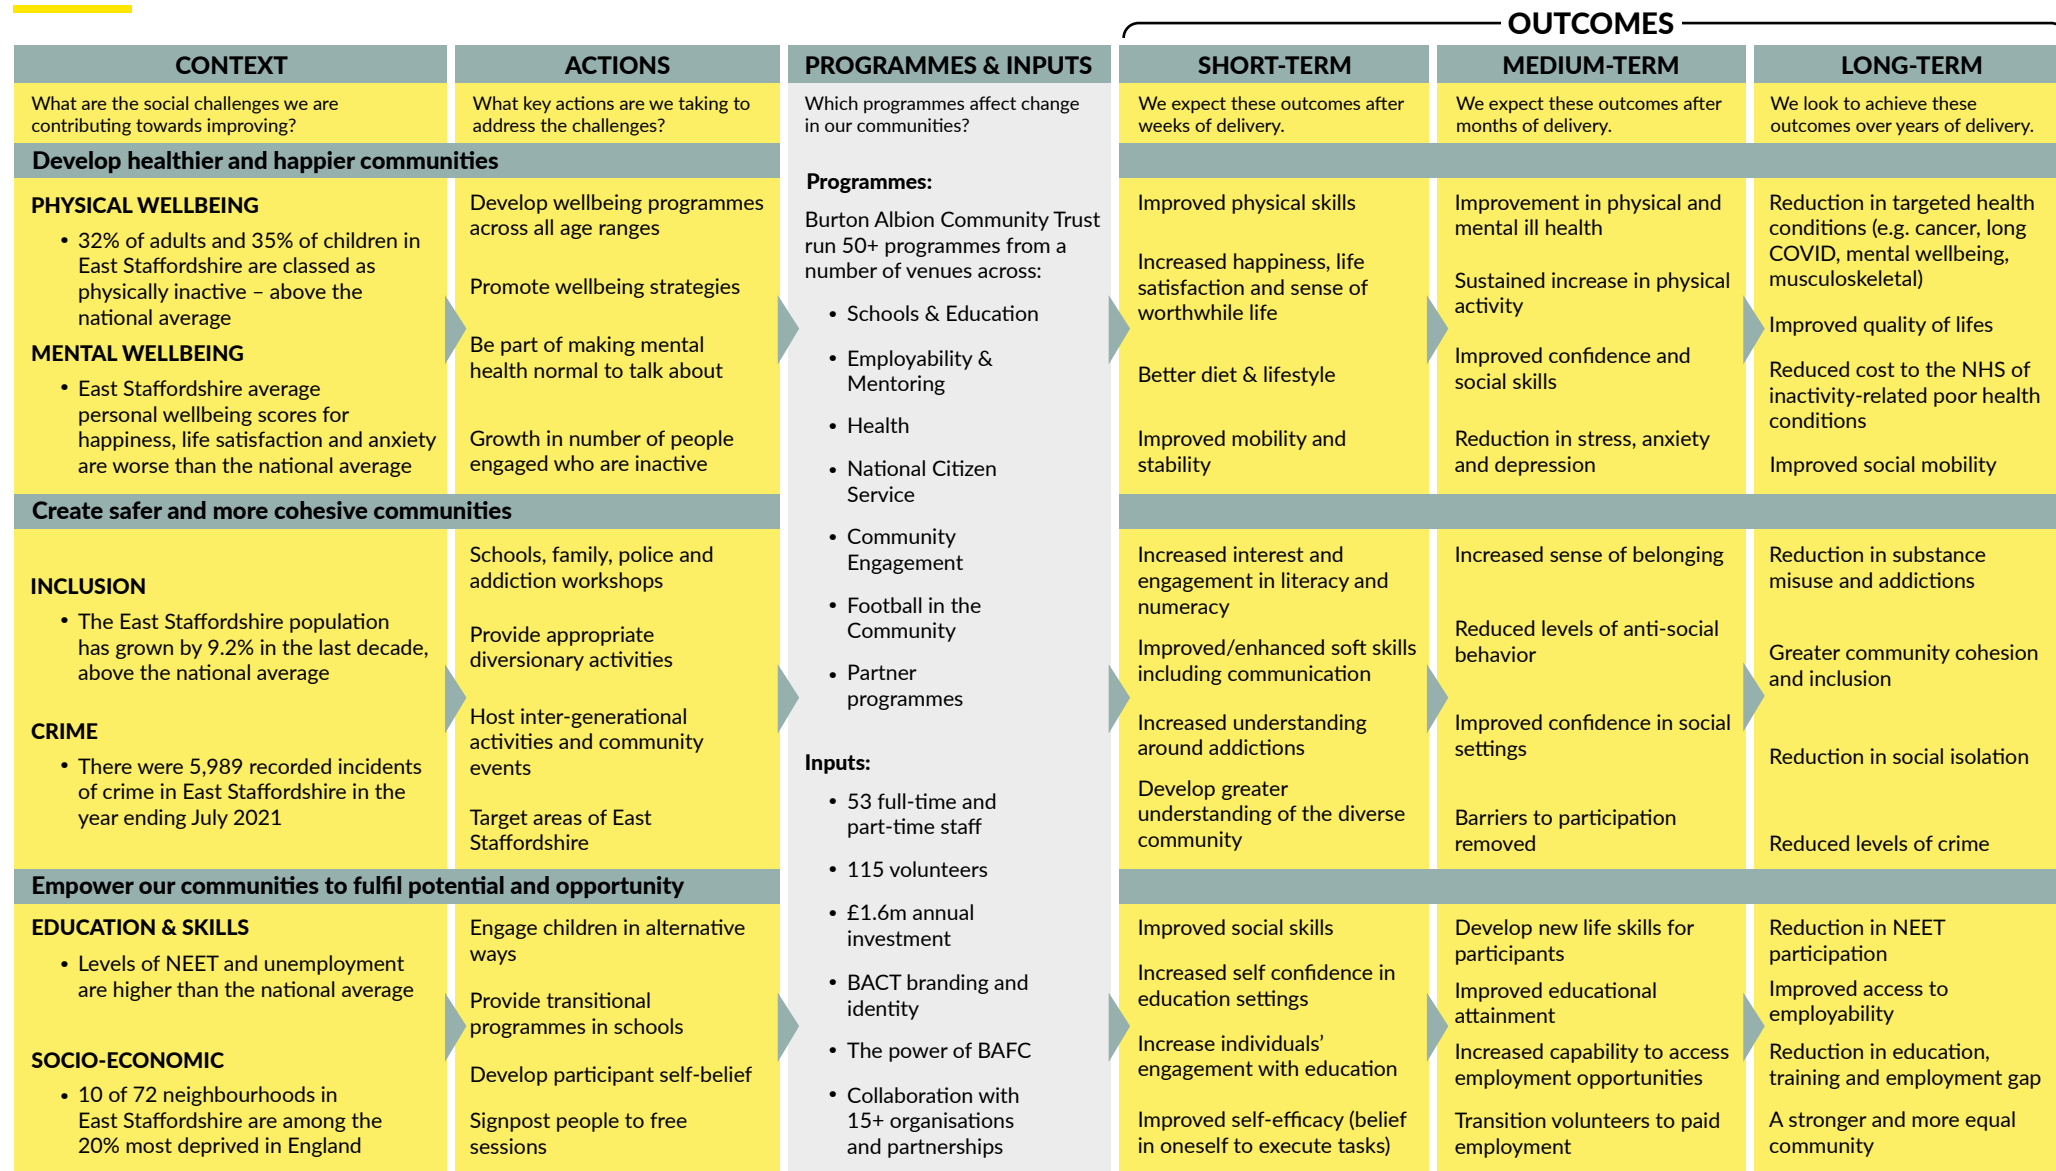 OUTCOMES
CONTEXT
ACTIONS
PROGRAMMES & INPUTS
SHORT-TERM
MEDIUM-TERM
LONG-TERM
What are the social challenges we are
contributing towards improving?
What key actions are we taking to
address the challenges?
Which programmes affect change
in our communities?
We expect these outcomes after
weeks of delivery.
We expect these outcomes after
months of delivery.
We look to achieve these
outcomes over years of delivery.
Develop healthier and happier communities
PHYSICAL WELLBEING
• 32% of adults and 35% of children in
East Staffordshire are classed as
physically inactive – above the
national average
MENTAL WELLBEING
• East Staffordshire average
personal wellbeing scores for
happiness, life satisfaction and anxiety
are worse than the national average
Develop wellbeing programmes
across all age ranges
Promote wellbeing strategies
Be part of making mental
health normal to talk about
Growth in number of people
engaged who are inactive
Programmes:
Burton Albion Community Trust
run 50+ programmes from a
number of venues across:
• Schools & Education
• Employability &
Mentoring
• Health
• National Citizen
Service
• Community
Engagement
• Football in the
Community
• Partner
programmes
Inputs:
• 53 full-time and
part-time staff
• 115 volunteers
• £1.6m annual
investment
• BACT branding and
identity
• The power of BAFC
• Collaboration with
15+ organisations
and partnerships
Improved physical skills
Increased happiness, life
satisfaction and sense of
worthwhile life
Better diet & lifestyle
Improved mobility and
stability
Improvement in physical and
mental ill health
Sustained increase in physical
activity
Improved confidence and
social skills
Reduction in stress, anxiety
and depression
Reduction in targeted health
conditions (e.g. cancer, long
COVID, mental wellbeing,
musculoskeletal)
Improved quality of lifes
Reduced cost to the NHS of
inactivity-related poor health
conditions
Improved social mobility
Create safer and more cohesive communities
INCLUSION
• The East Staffordshire population
has grown by 9.2% in the last decade,
above the national average
CRIME
• There were 5,989 recorded incidents
of crime in East Staffordshire in the
year ending July 2021
Schools, family, police and
addiction workshops
Provide appropriate
diversionary activities
Host inter-generational
activities and community
events
Target areas of East
Staffordshire
Increased interest and
engagement in literacy and
numeracy
Improved/enhanced soft skills
including communication
Increased understanding
around addictions
Develop greater
understanding of the diverse
community
Increased sense of belonging
Reduced levels of anti-social
behavior
Improved confidence in social
settings
Barriers to participation
removed
Reduction in substance
misuse and addictions
Greater community cohesion
and inclusion
Reduction in social isolation
Reduced levels of crime
Empower our communities to fulfil potential and opportunity
EDUCATION & SKILLS
• Levels of NEET and unemployment
are higher than the national average
SOCIO-ECONOMIC
• 10 of 72 neighbourhoods in
East Staffordshire are among the
20% most deprived in England
Engage children in alternative
ways
Provide transitional
programmes in schools
Develop participant self-belief
Signpost people to free
sessions
Improved social skills
Increased self confidence in
education settings
Increase individuals’
engagement with education
Improved self-efficacy (belief
in oneself to execute tasks)
Develop new life skills for
participants
Improved educational
attainment
Increased capability to access
employment opportunities
Transition volunteers to paid
employment
Reduction in NEET
participation
Improved access to
employability
Reduction in education,
training and employment gap
A stronger and more equal
community